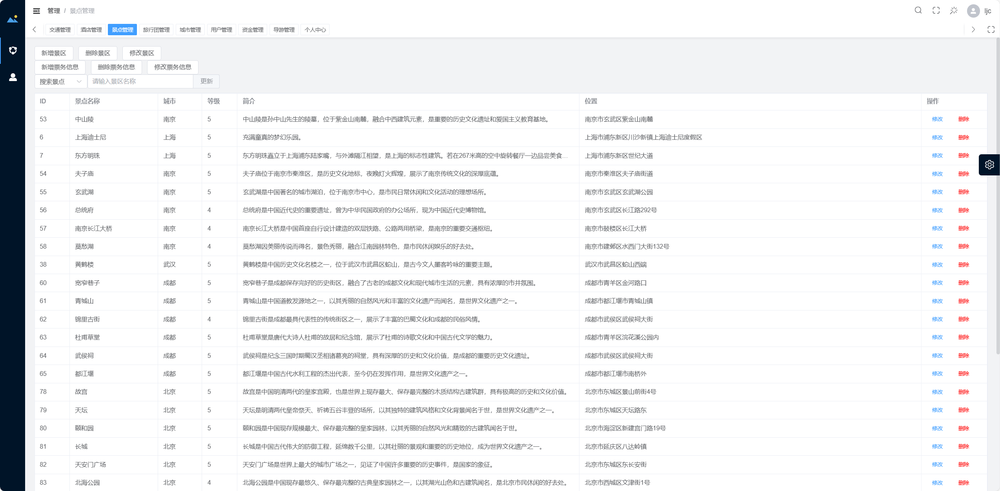 管理 / 景点管理
ljc
交通管理 酒店管理 景点管理 旅行团管理 城市管理 用户管理 资金管理 导游管理 个人中心
新增景区 删除景区 修改景区
新增票务信息 删除票务信息 修改票务信息
搜索景点 请输入景区名称 更新
ID 景点名称 城市 等级 简介 位置 操作
53 中山陵 南京 5 中山陵是孙中山先生的陵墓，位于紫金山南麓，融合中西建筑元素，是重要的历史文化遗址和爱国主义教育基地。 南京市玄武区紫金山南麓 修改 删除
6 上海迪士尼 上海 5 充满童真的梦幻乐园。 上海市浦东新区川沙新镇上海迪士尼度假区 修改 删除
7 东方明珠 上海 5 东方明珠矗立于上海浦东陆家嘴，与外滩隔江相望，是上海的标志性建筑。若在267米高的空中旋转餐厅一边品尝美食… 上海市浦东新区世纪大道 修改 删除
54 夫子庙 南京 5 夫子庙位于南京市秦淮区，是历史文化地标，夜晚灯火辉煌，展示了南京传统文化的深厚底蕴。 南京市秦淮区夫子庙街道 修改 删除
55 玄武湖 南京 5 玄武湖是中国著名的城市湖泊，位于南京市中心，是市民日常休闲和文化活动的理想场所。 南京市玄武区玄武湖公园 修改 删除
56 总统府 南京 4 总统府是中国近代史的重要遗址，曾为中华民国政府的办公场所，现为中国近代史博物馆。 南京市玄武区长江路292号 修改 删除
57 南京长江大桥 南京 4 南京长江大桥是中国首座自行设计建造的双层铁路、公路两用桥梁，是南京的重要交通枢纽。 南京市鼓楼区长江大桥 修改 删除
58 莫愁湖 南京 4 莫愁湖因美丽传说而得名，景色秀丽，融合江南园林特色，是市民休闲娱乐的好去处。 南京市建邺区水西门大街132号 修改 删除
38 黄鹤楼 武汉 5 黄鹤楼是中国历史文化名楼之一，位于武汉市武昌区蛇山，是古今文人墨客吟咏的重要主题。 武汉市武昌区蛇山西端 修改 删除
60 宽窄巷子 成都 5 宽窄巷子是成都保存完好的历史街区，融合了古老的成都文化和现代城市生活的元素，具有浓厚的市井氛围。 成都市青羊区金河路口 修改 删除
61 青城山 成都 5 青城山是中国道教发源地之一，以其秀丽的自然风光和丰富的文化遗产而闻名，是世界文化遗产之一。 成都市都江堰市青城山镇 修改 删除
62 锦里古街 成都 4 锦里古街是成都最具代表性的传统街区之一，展示了丰富的巴蜀文化和成都的民俗风情。 成都市武侯区武侯祠大街 修改 删除
63 杜甫草堂 成都 5 杜甫草堂是唐代大诗人杜甫的故居和纪念馆，展示了杜甫的诗歌文化和中国古代文学的魅力。 成都市青羊区浣花溪公园内 修改 删除
64 武侯祠 成都 5 武侯祠是纪念三国时期蜀汉丞相诸葛亮的祠堂，具有深厚的历史和文化价值，是成都的重要历史文化遗址。 成都市武侯区武侯祠大街 修改 删除
65 都江堰 成都 5 都江堰是中国古代水利工程的杰出代表，至今仍在发挥作用，是世界文化遗产之一。 成都市都江堰市南桥外 修改 删除
78 故宫 北京 5 故宫是中国明清两代的皇家宫殿，也是世界上现存最大、保存最完整的木质结构古建筑群，具有极高的历史和文化价值。 北京市东城区景山前街4号 修改 删除
79 天坛 北京 5 天坛是明清两代皇帝祭天、祈祷五谷丰登的场所，以其独特的建筑风格和文化背景闻名于世，是世界文化遗产之一。 北京市东城区天坛路东 修改 删除
80 颐和园 北京 5 颐和园是中国现存规模最大、保存最完整的皇家园林，以其秀丽的自然风光和精致的古建筑闻名于世。 北京市海淀区新建宫门路19号 修改 删除
81 长城 北京 5 长城是中国古代伟大的防御工程，延绵数千公里，以其壮丽的景观和重要的历史地位，成为世界文化遗产之一。 北京市延庆区八达岭镇 修改 删除
82 天安门广场 北京 5 天安门广场是世界上最大的城市广场之一，见证了中国许多重要的历史事件，是国家的象征。 北京市东城区东长安街 修改 删除
83 北海公园 北京 4 北海公园是中国现存最悠久、保存最完整的古典皇家园林之一，以其湖光山色和古建筑闻名，是北京市民休闲的好去处。 北京市西城区文津街1号 修改 删除